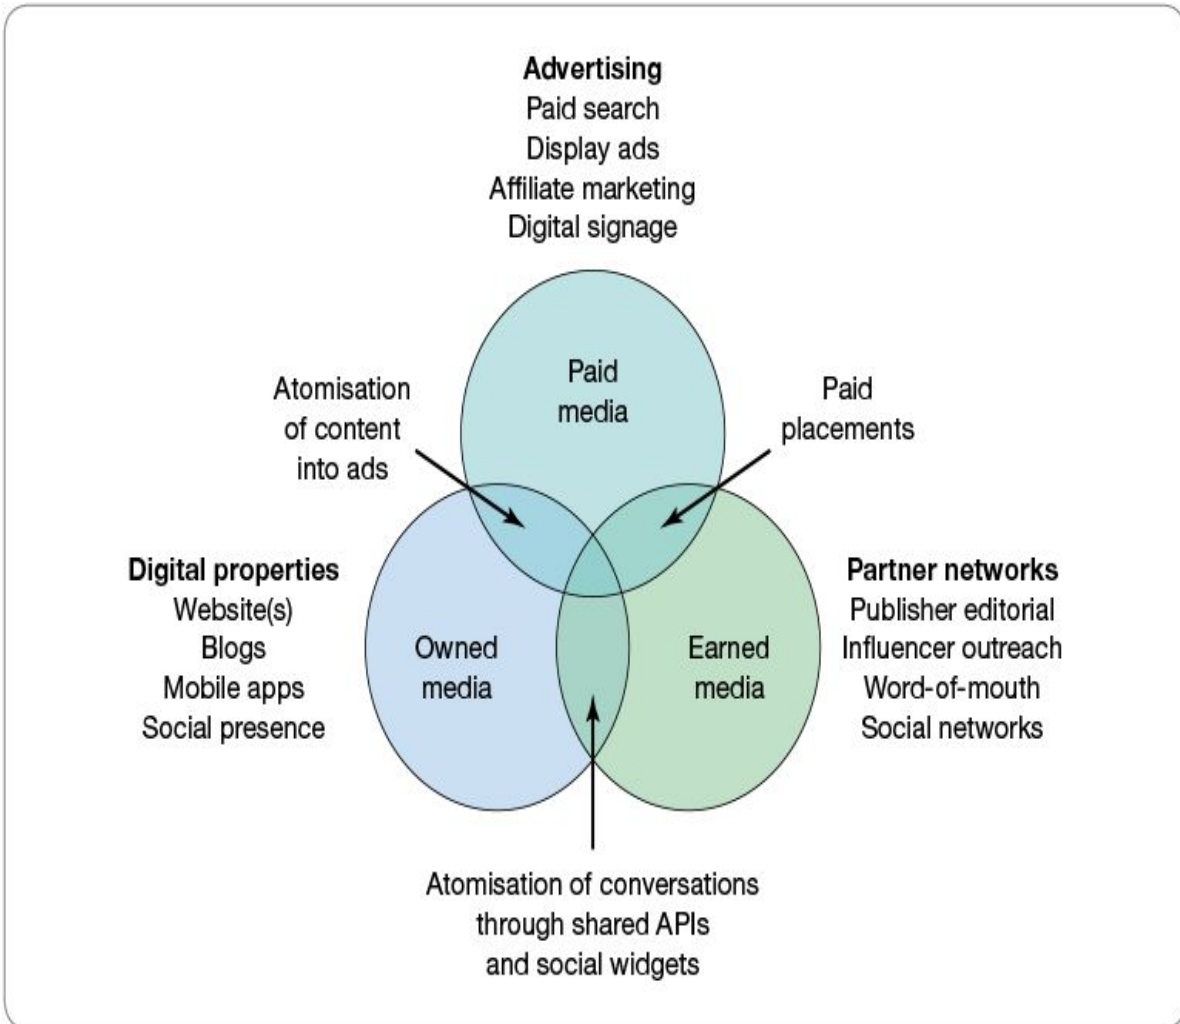 Advertising
Paid search
Display ads
Affiliate marketing
Digital signage
Paid
media
Atomisation
of content
into ads
Paid
placements
Digital properties
Website(s)
Blogs
Mobile apps
Social presence
Owned
media
Earned
media
Partner networks
Publisher editorial
Influencer outreach
Word-of-mouth
Social networks
Atomisation of conversations
through shared APIs
and social widgets